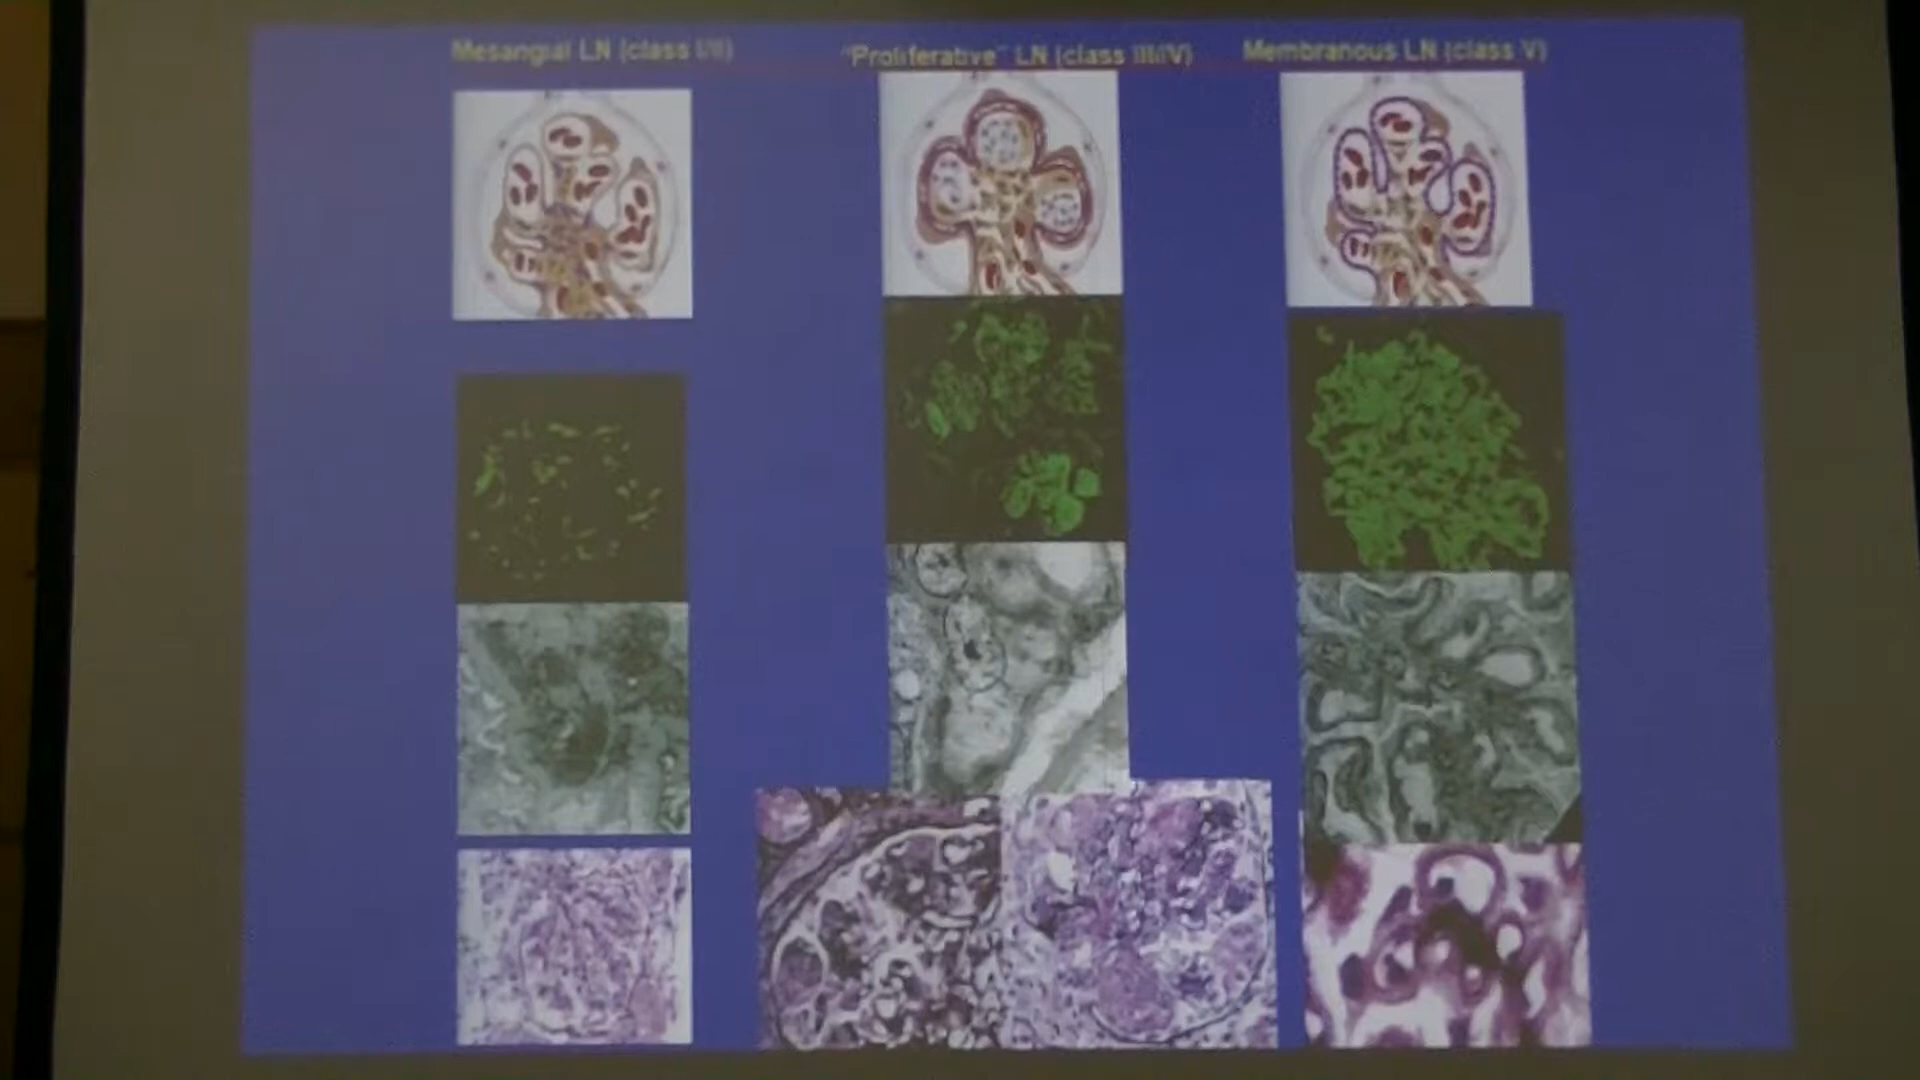 Mesangial LN (class I/II)
"Proliferative" LN (class III/IV)
Membranous LN (class V)